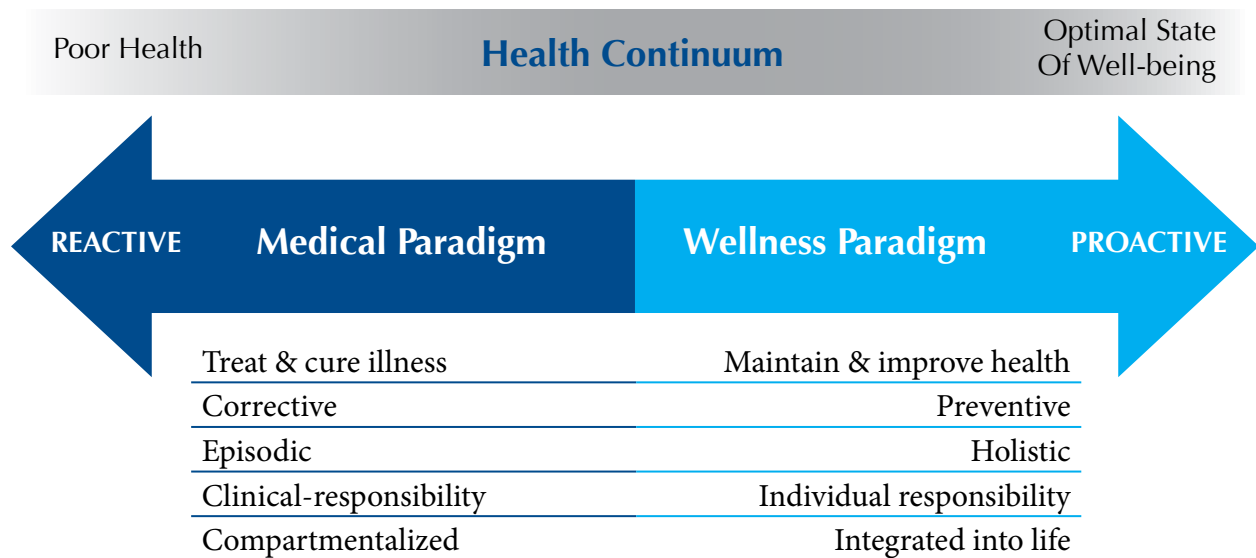 Poor Health
Health Continuum
Optimal State
Of Well-being
REACTIVE
Medical Paradigm
Wellness Paradigm
PROACTIVE
Treat & cure illness
Maintain & improve health
Corrective
Preventive
Episodic
Holistic
Clinical-responsibility
Individual responsibility
Compartmentalized
Integrated into life